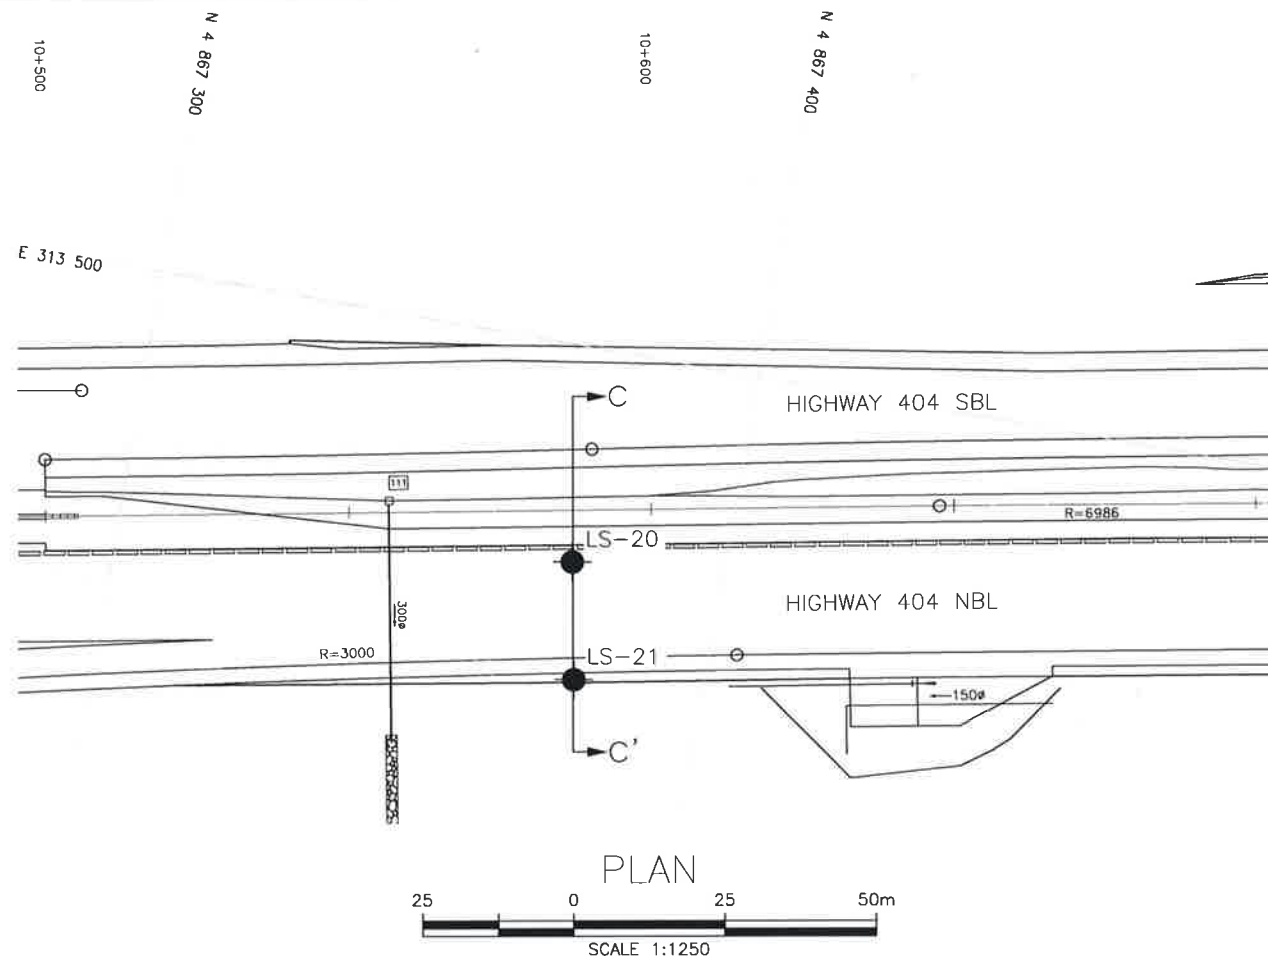 10+500
N 4 867 300
10+600
N 4 867 400
E 313 500
C
HIGHWAY 404 SBL
111
R=6986
LS-20
300ø
HIGHWAY 404 NBL
R=3000
LS-21
150ø
C'
PLAN
25 0 25 50m
SCALE 1:1250